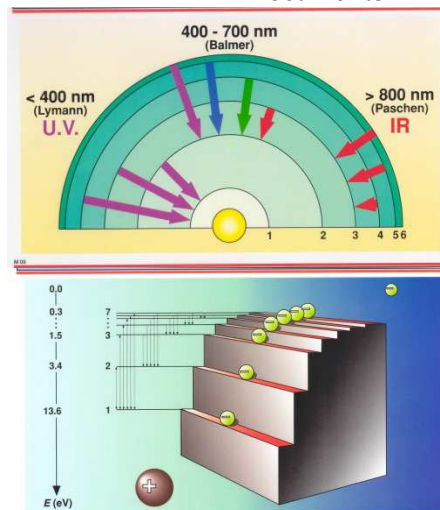 400 - 700 nm
(Balmer)
< 400 nm
(Lymann)
U.V.
> 800 nm
(Paschen)
IR
1 2 3 4 5 6
0,0
0.3 7
1.5 3
3.4 2
13.6 1
E (eV)
+